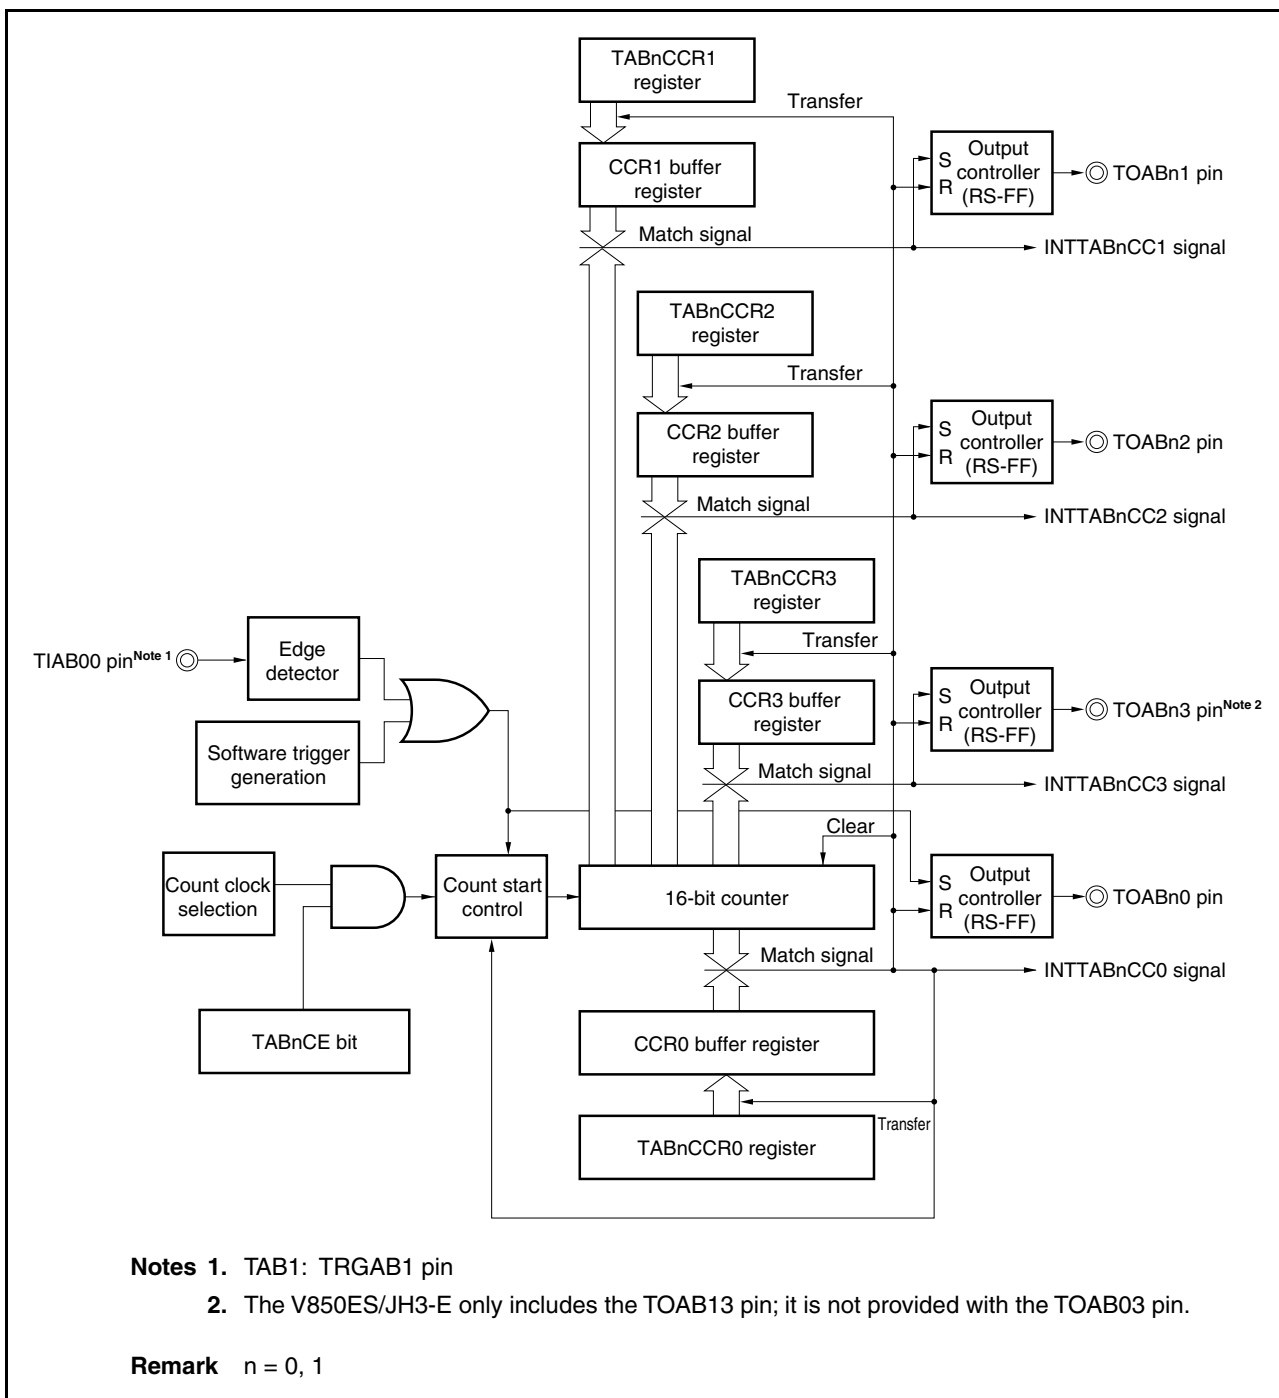 TABnCCR1
register
Transfer
CCR1 buffer
register
S
R
Output
controller
(RS-FF)
TOABn1 pin
Match signal
INTTABnCC1 signal
TABnCCR2
register
Transfer
CCR2 buffer
register
S
R
Output
controller
(RS-FF)
TOABn2 pin
Match signal
INTTABnCC2 signal
TABnCCR3
register
Transfer
TIAB00 pin Note 1
Edge
detector
CCR3 buffer
register
S
R
Output
controller
(RS-FF)
TOABn3 pin Note 2
Software trigger
generation
Match signal
INTTABnCC3 signal
Clear
Count clock
selection
Count start
control
16-bit counter
S
R
Output
controller
(RS-FF)
TOABn0 pin
Match signal
INTTABnCC0 signal
TABnCE bit
CCR0 buffer register
Transfer
TABnCCR0 register
Notes 1. TAB1: TRGAB1 pin
2. The V850ES/JH3-E only includes the TOAB13 pin; it is not provided with the TOAB03 pin.
Remark n = 0, 1